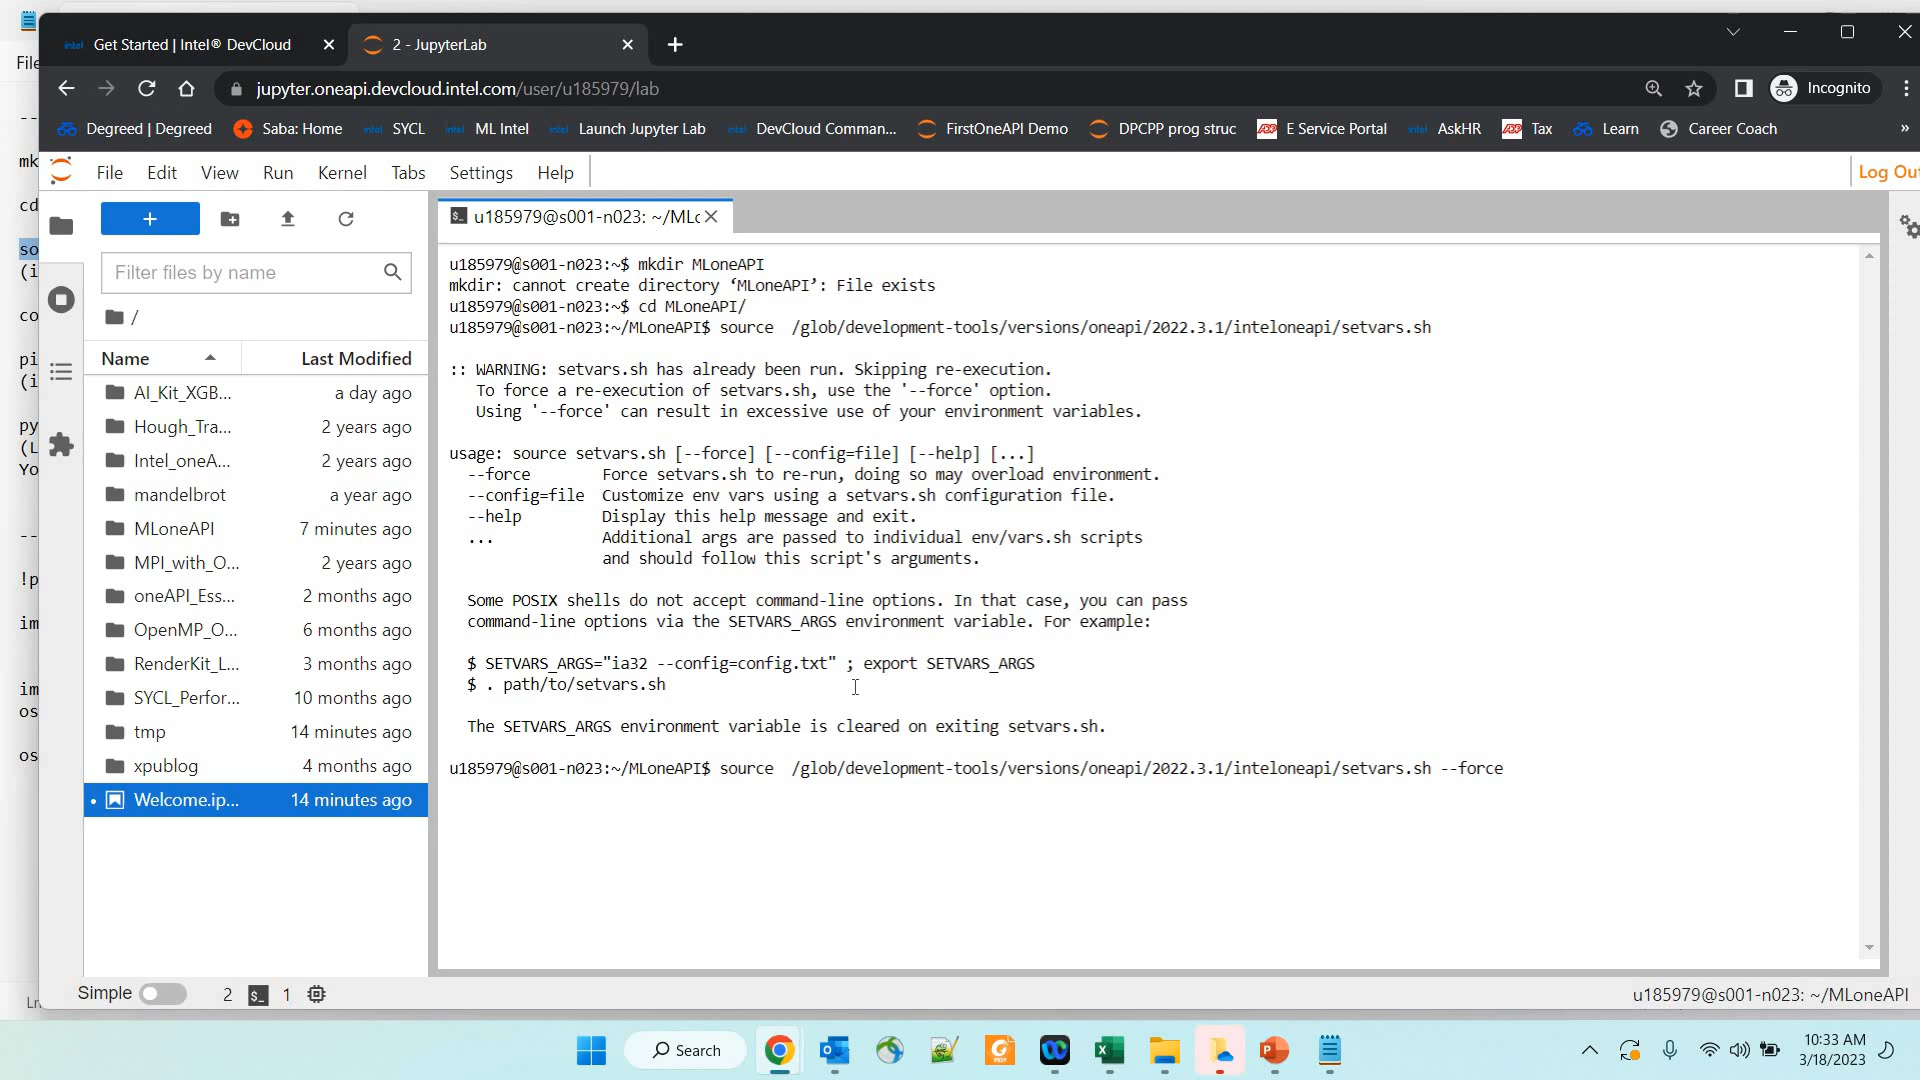 Get Started | Intel® DevCloud
2 - JupyterLab
File
jupyter.oneapi.devcloud.intel.com/user/u185979/lab
Incognito
Degreed | Degreed
Saba: Home
intel SYCL
intel ML Intel
intel Launch Jupyter Lab
intel DevCloud Comman...
FirstOneAPI Demo
DPCPP prog struc
ADP E Service Portal
intel AskHR
ADP Tax
Learn
Career Coach
»
File Edit View Run Kernel Tabs Settings Help
Log Out
+
u185979@s001-n023: ~/MLc
Filter files by name
/
Name Last Modified
AI_Kit_XGB... a day ago
Hough_Tra... 2 years ago
Intel_oneA... 2 years ago
mandelbrot a year ago
MLoneAPI 7 minutes ago
MPI_with_O... 2 years ago
oneAPI_Ess... 2 months ago
OpenMP_O... 6 months ago
RenderKit_L... 3 months ago
SYCL_Perfor... 10 months ago
tmp 14 minutes ago
xpublog 4 months ago
Welcome.ip... 14 minutes ago
u185979@s001-n023:~$ mkdir MLoneAPI
mkdir: cannot create directory ‘MLoneAPI’: File exists
u185979@s001-n023:~$ cd MLoneAPI/
u185979@s001-n023:~/MLoneAPI$ source  /glob/development-tools/versions/oneapi/2022.3.1/inteloneapi/setvars.sh
:: WARNING: setvars.sh has already been run. Skipping re-execution.
To force a re-execution of setvars.sh, use the '--force' option.
Using '--force' can result in excessive use of your environment variables.
usage: source setvars.sh [--force] [--config=file] [--help] [...]
--force        Force setvars.sh to re-run, doing so may overload environment.
--config=file  Customize env vars using a setvars.sh configuration file.
--help         Display this help message and exit.
...            Additional args are passed to individual env/vars.sh scripts
and should follow this script's arguments.
Some POSIX shells do not accept command-line options. In that case, you can pass
command-line options via the SETVARS_ARGS environment variable. For example:
$ SETVARS_ARGS="ia32 --config=config.txt" ; export SETVARS_ARGS
$ . path/to/setvars.sh
The SETVARS_ARGS environment variable is cleared on exiting setvars.sh.
u185979@s001-n023:~/MLoneAPI$ source  /glob/development-tools/versions/oneapi/2022.3.1/inteloneapi/setvars.sh --force
Simple
2
1
u185979@s001-n023: ~/MLoneAPI
Search
10:33 AM
3/18/2023